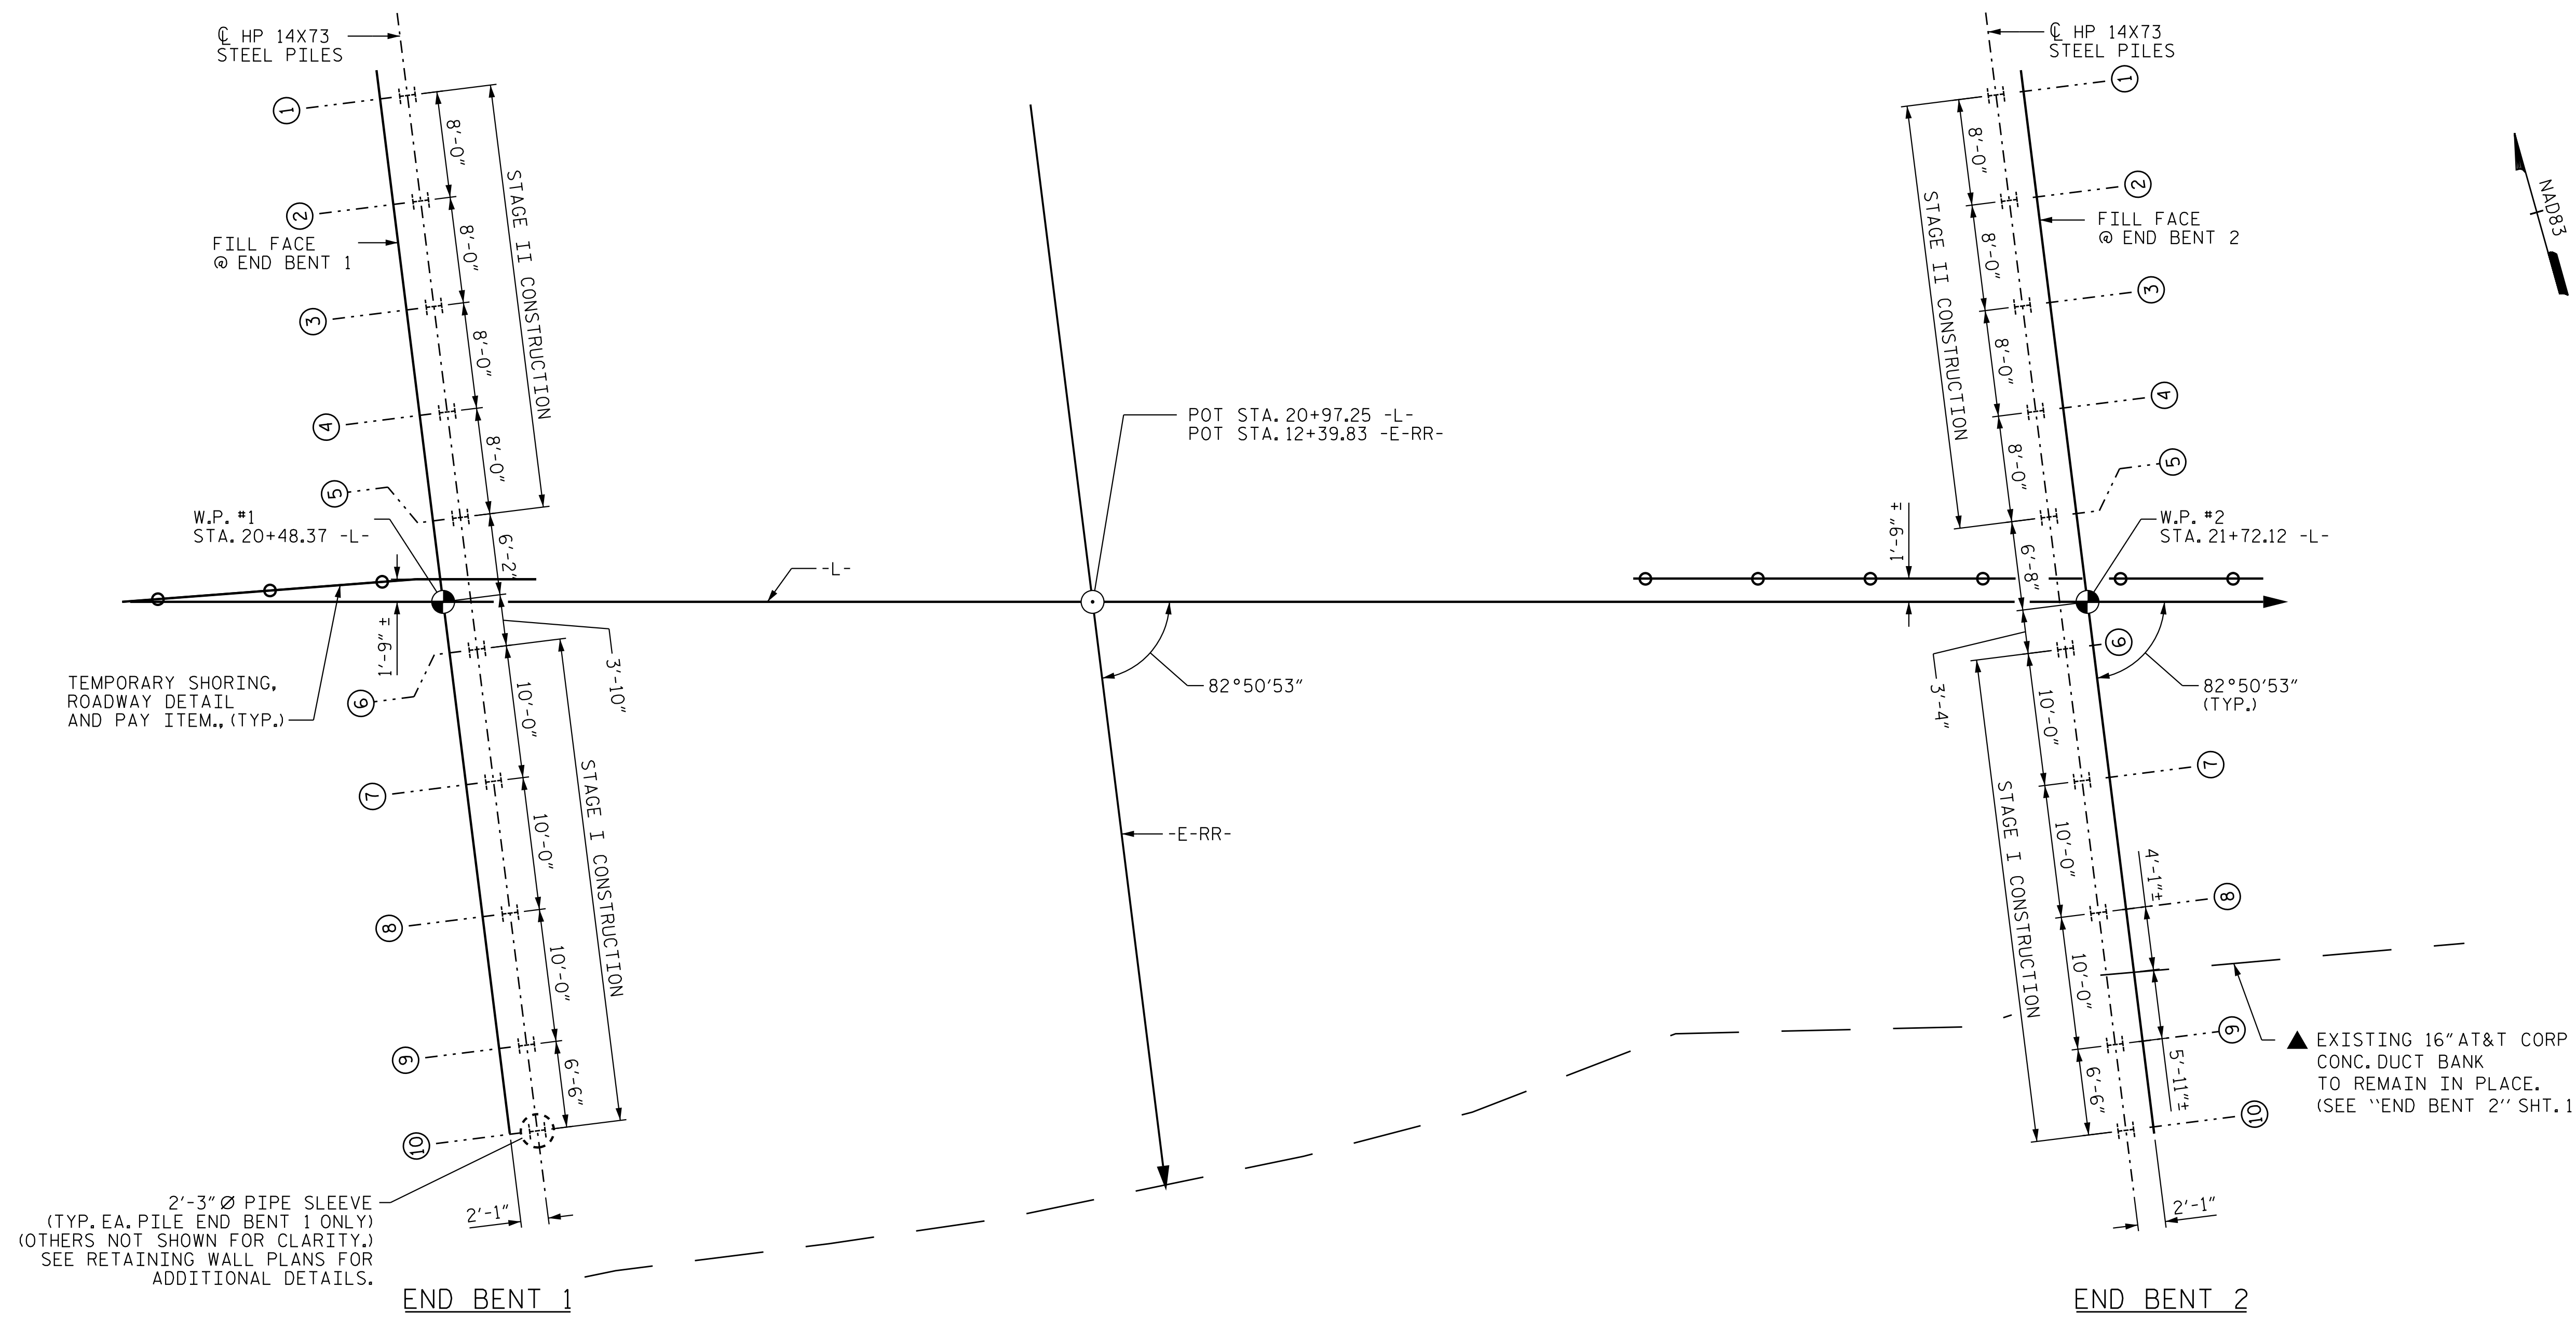 ℄ HP 14X73
STEEL PILES
1
2
FILL FACE
@ END BENT 1
3
4
5
W.P. #1
STA. 20+48.37 -L-
1'-9"±
TEMPORARY SHORING,
ROADWAY DETAIL
AND PAY ITEM., (TYP.)
6
7
8
9
10
2'-3"Ø PIPE SLEEVE
(TYP. EA. PILE END BENT 1 ONLY)
(OTHERS NOT SHOWN FOR CLARITY.)
SEE RETAINING WALL PLANS FOR
ADDITIONAL DETAILS.
2'-1"
END BENT 1
8'-0"
8'-0"
8'-0"
8'-0"
STAGE II CONSTRUCTION
6'-2"
3'-10"
10'-0"
10'-0"
10'-0"
6'-6"
STAGE I CONSTRUCTION
-L-
POT STA. 20+97.25 -L-
POT STA. 12+39.83 -E-RR-
82°50'53"
-E-RR-
℄ HP 14X73
STEEL PILES
1
2
FILL FACE
@ END BENT 2
3
4
5
W.P. #2
STA. 21+72.12 -L-
8'-0"
8'-0"
8'-0"
8'-0"
STAGE II CONSTRUCTION
1'-9"±
6'-8"
3'-4"
6
82°50'53"
(TYP.)
7
8
9
10
10'-0"
10'-0"
10'-0"
6'-6"
STAGE I CONSTRUCTION
4'-1"±
5'-11"±
▲ EXISTING 16" AT&T CORP
CONC. DUCT BANK
TO REMAIN IN PLACE.
(SEE ``END BENT 2'' SHT. 1
2'-1"
END BENT 2
NAD83